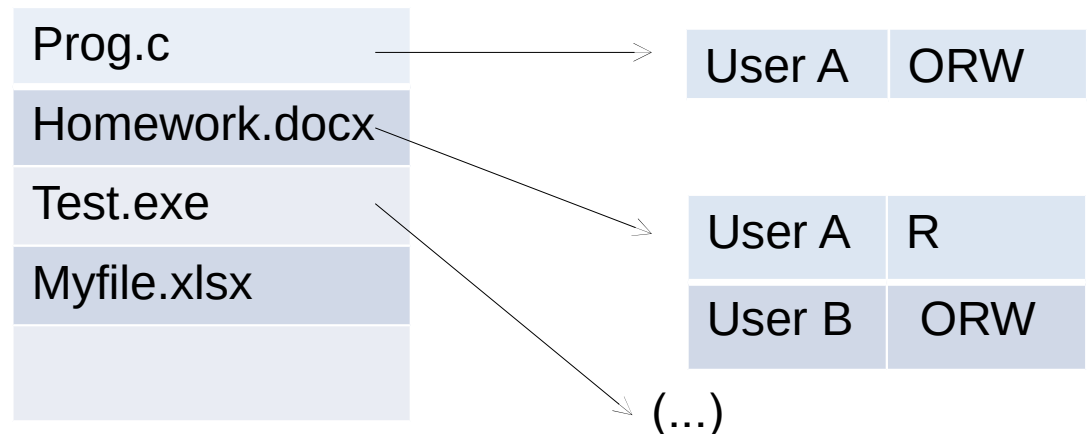 Prog.c
Homework.docx
Test.exe
Myfile.xlsx
User A ORW
User A R
User B ORW
(...)